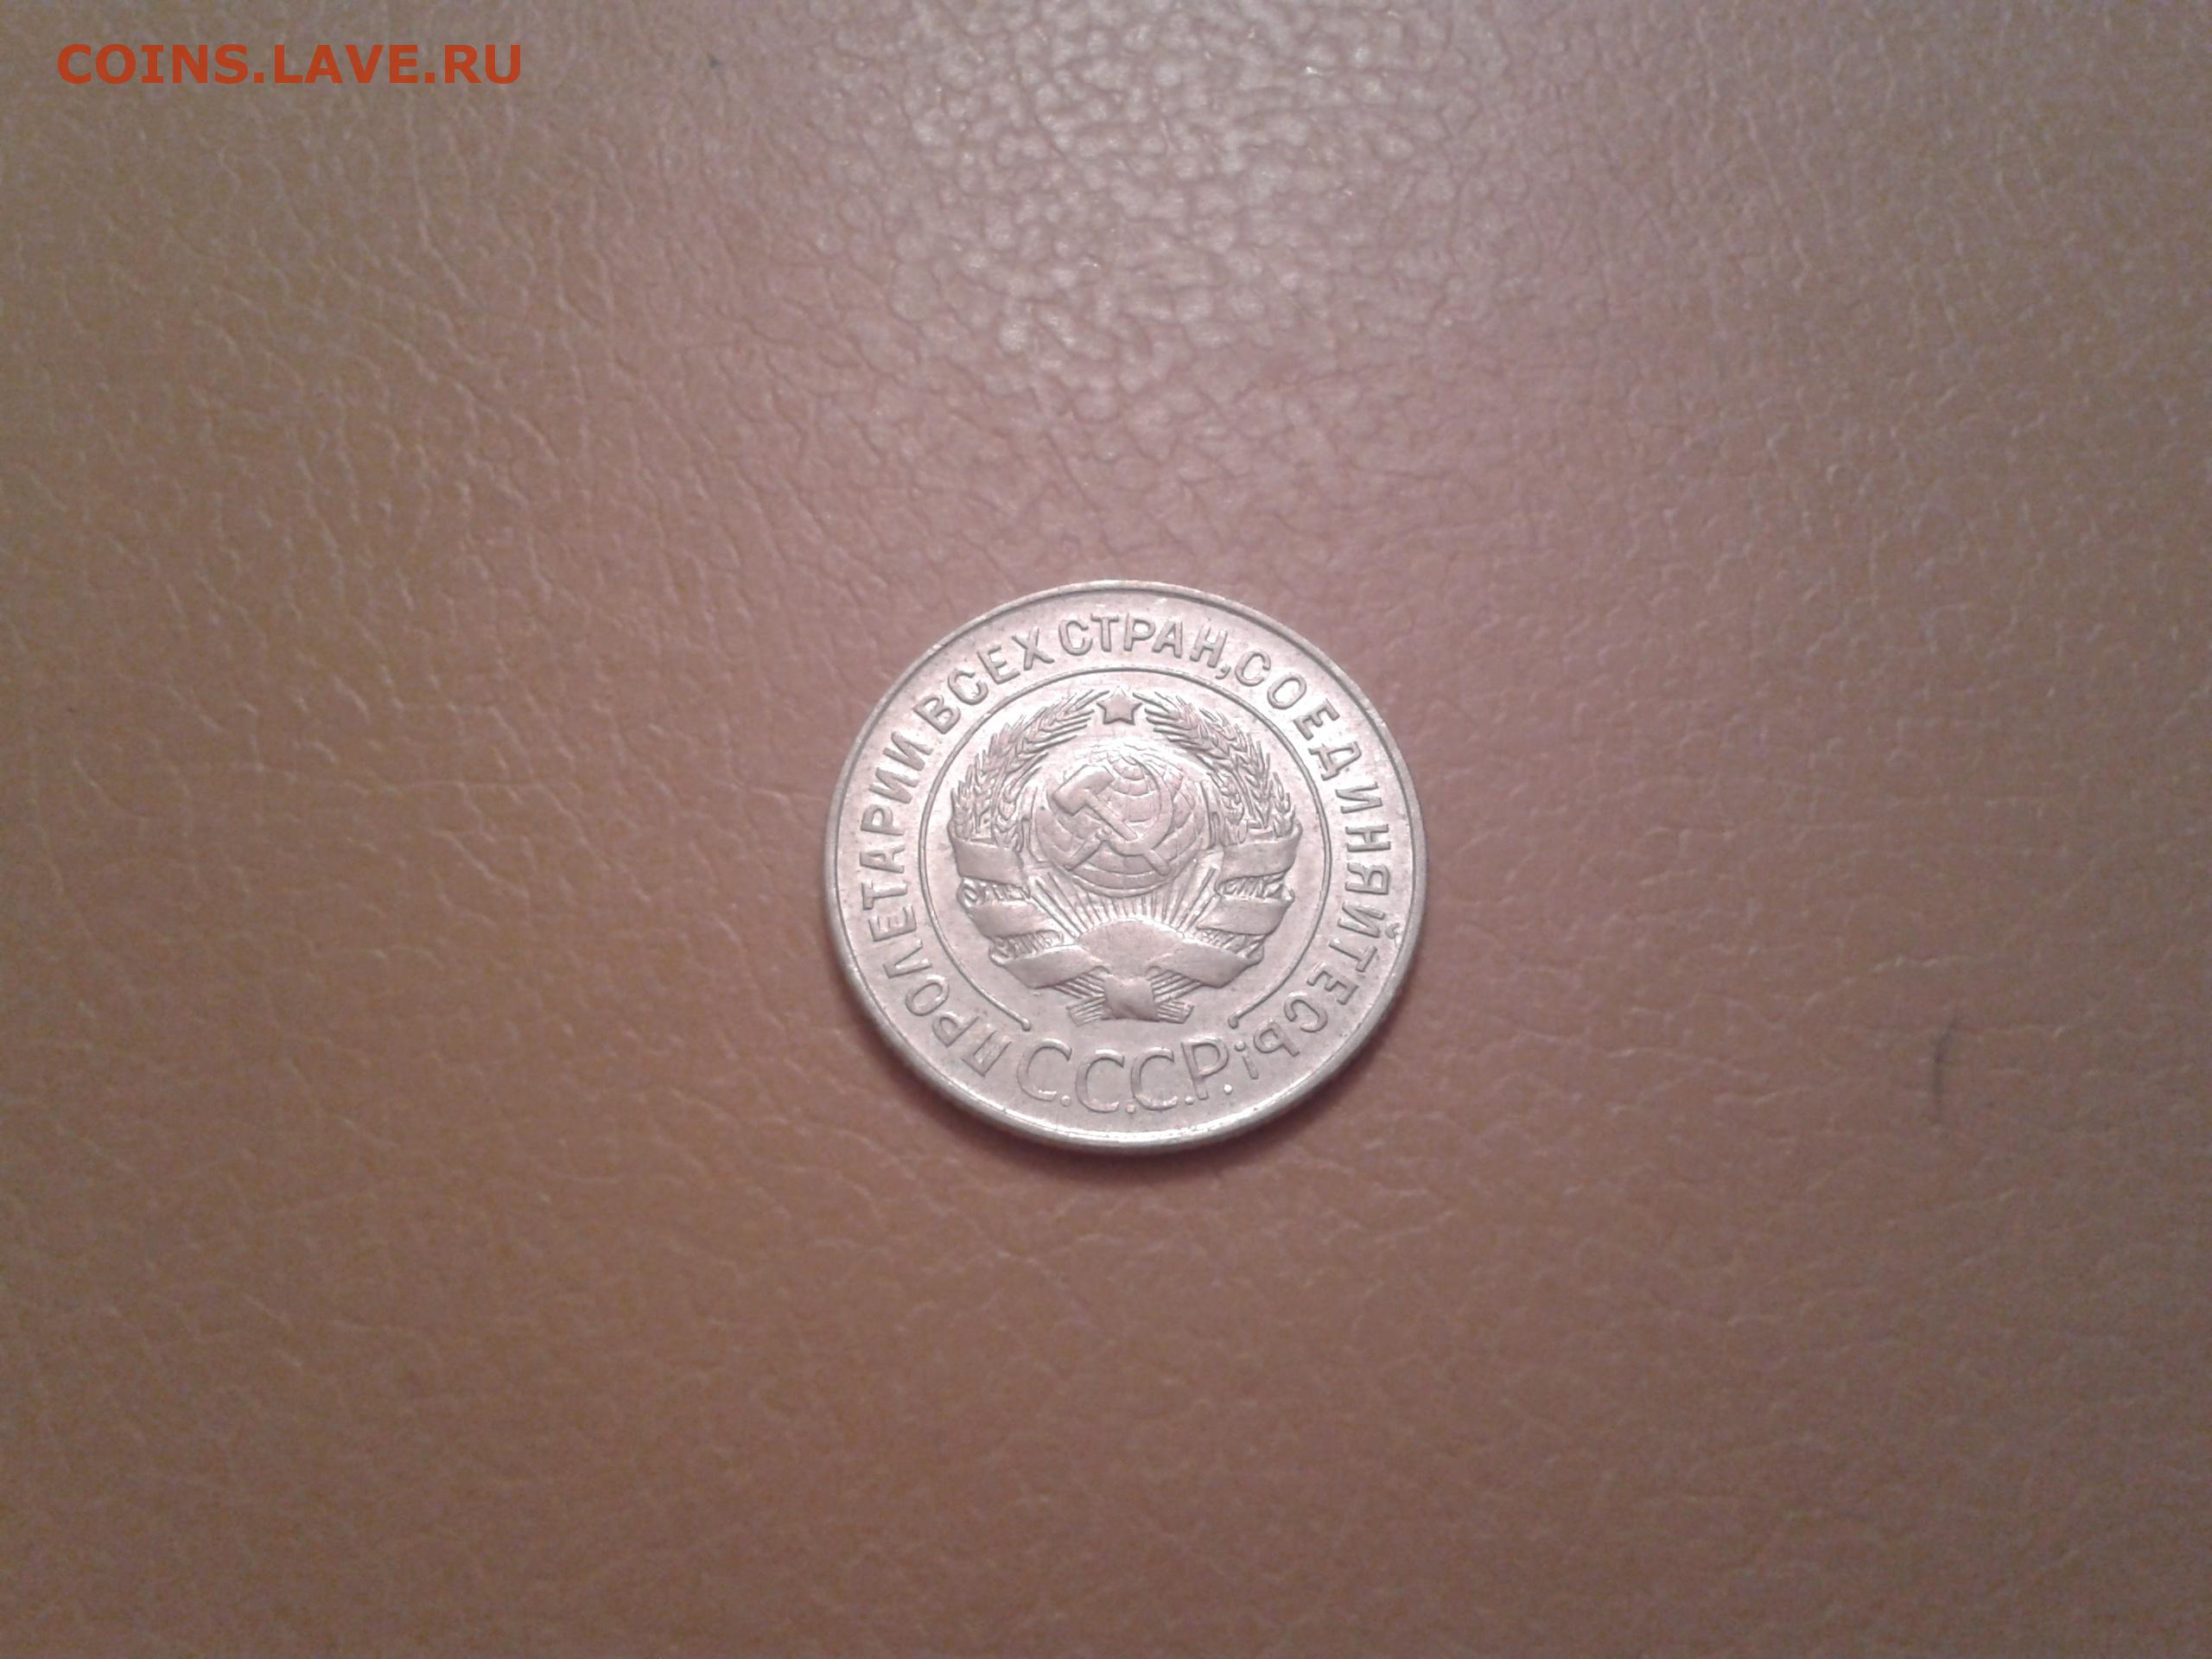 COINS.LAVE.RU
ПРОЛЕТАРИИ ВСЕХ СТРАН, СОЕДИНЯЙТЕСЬ!
С.С.С.Р.